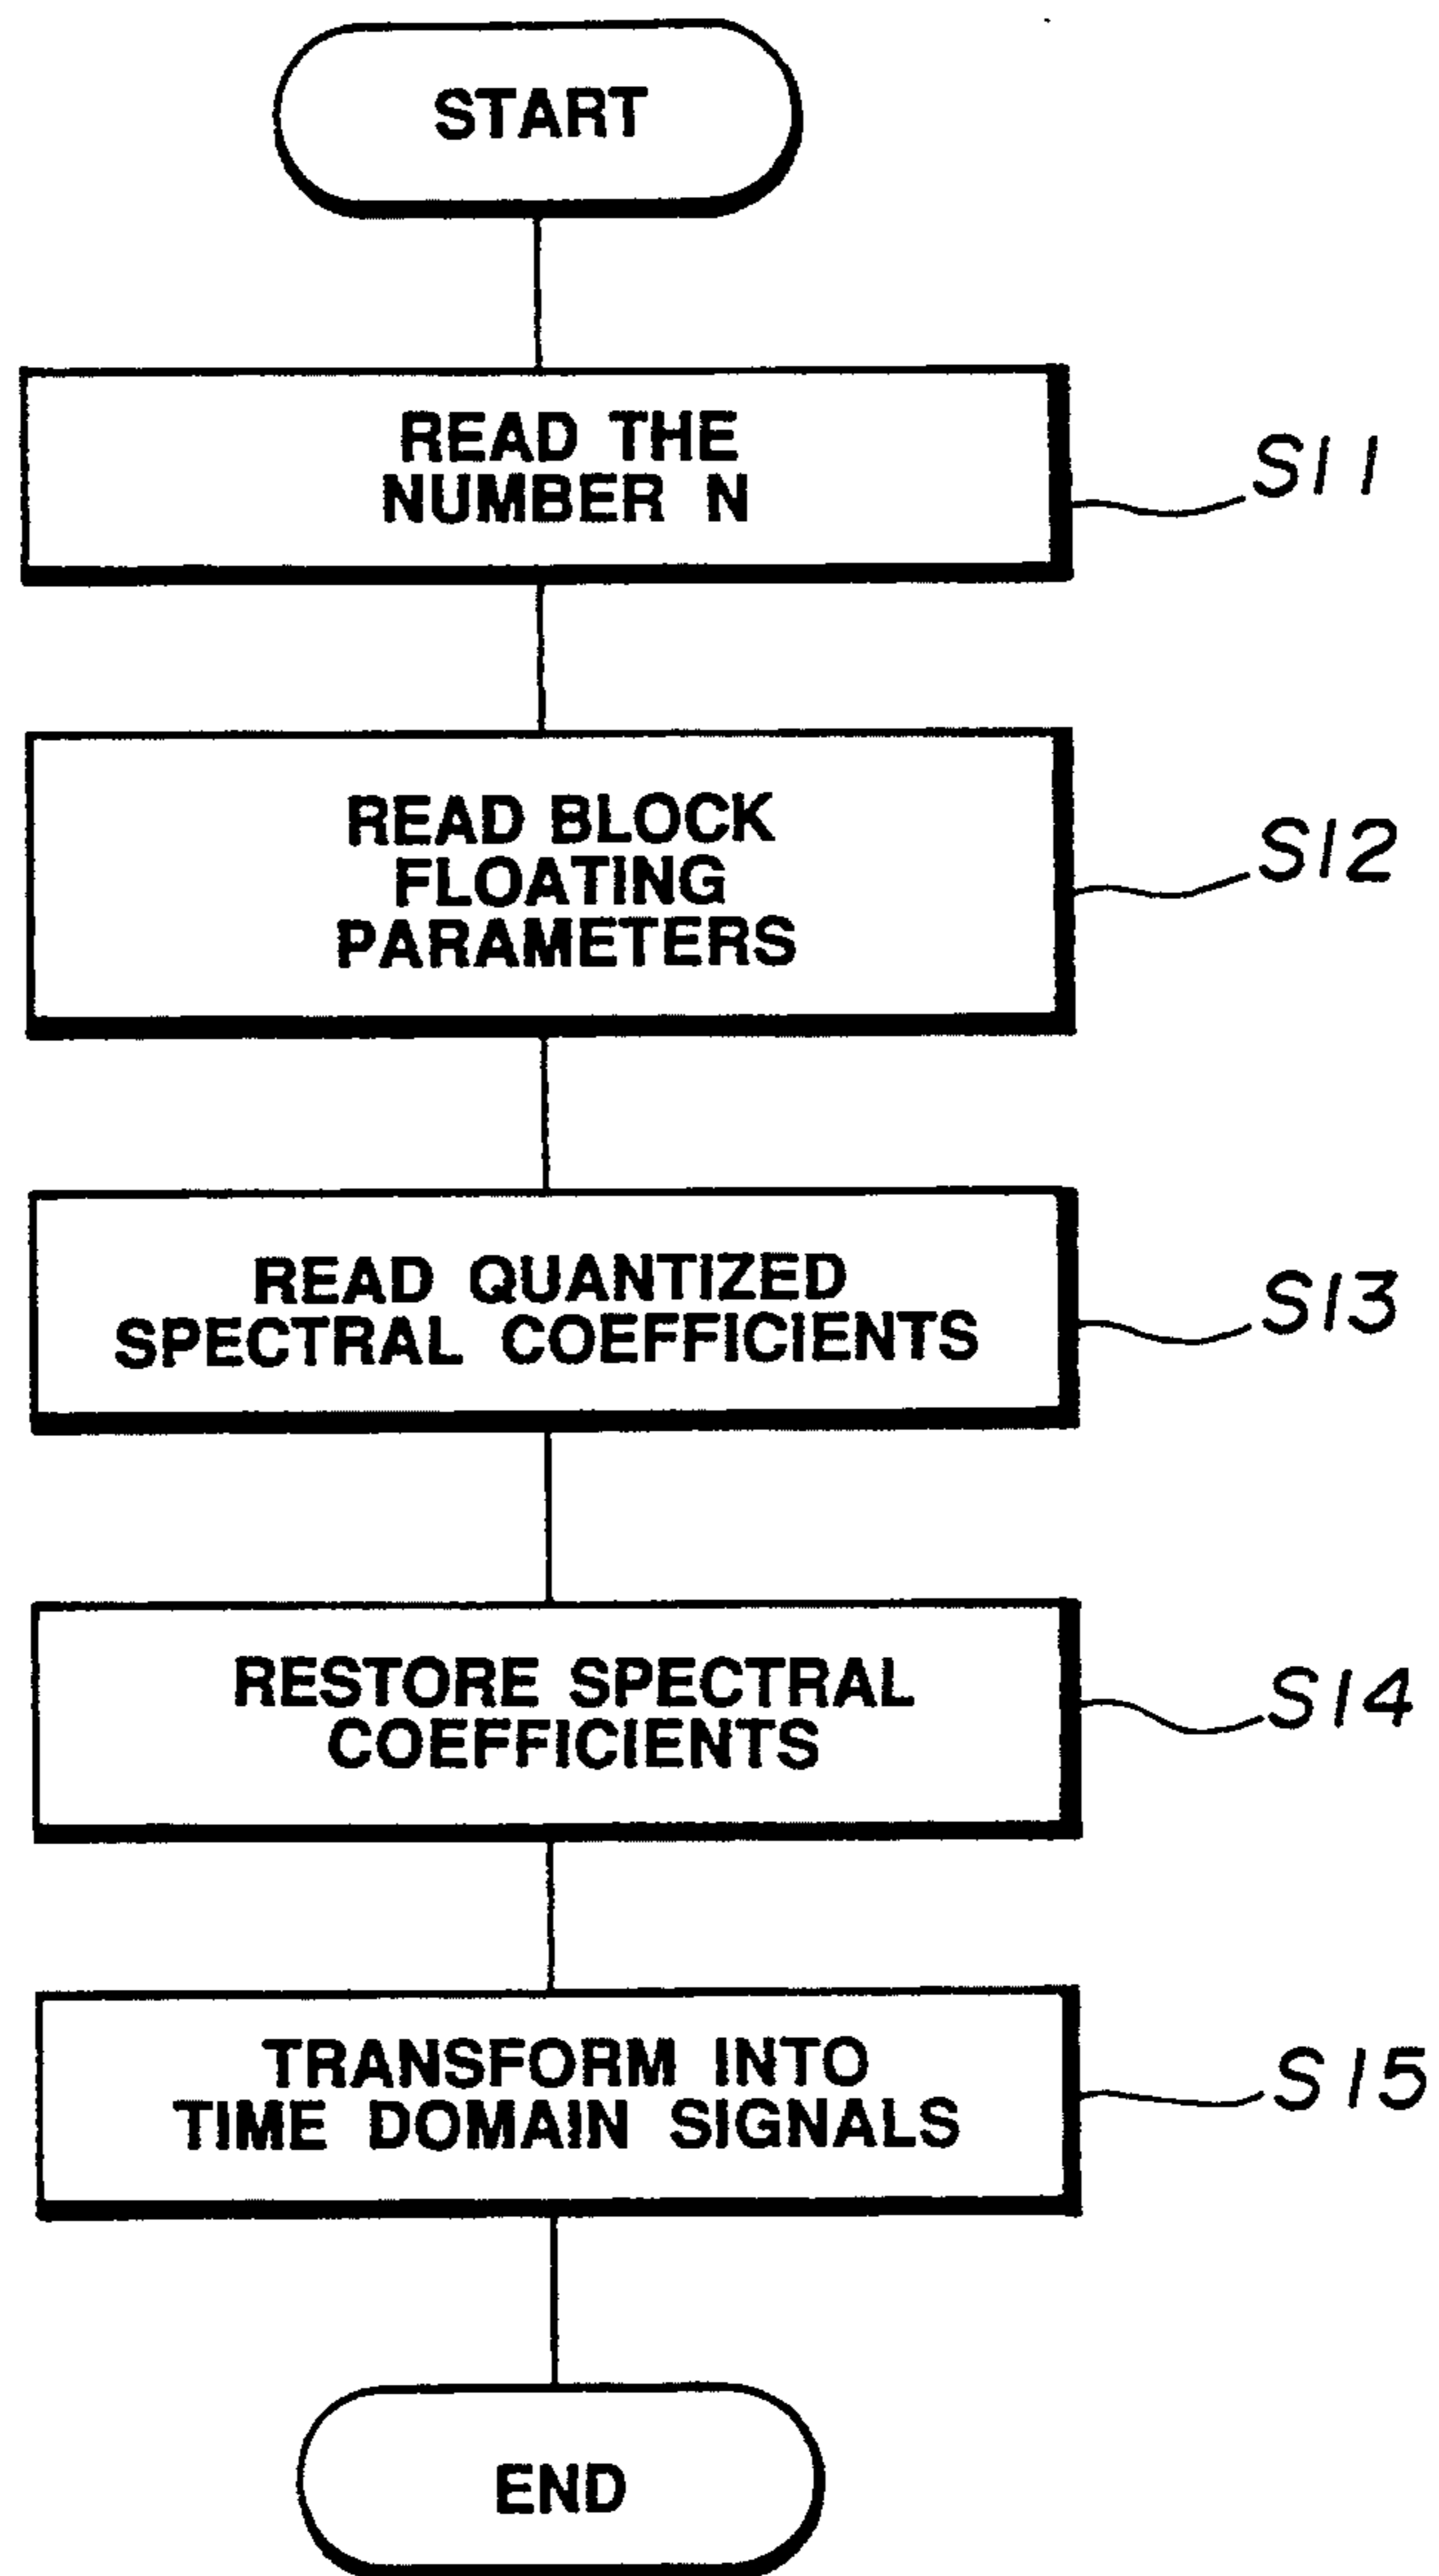 START
READ THE
NUMBER N
S11
READ BLOCK
FLOATING
PARAMETERS
S12
READ QUANTIZED
SPECTRAL COEFFICIENTS
S13
RESTORE SPECTRAL
COEFFICIENTS
S14
TRANSFORM INTO
TIME DOMAIN SIGNALS
S15
END